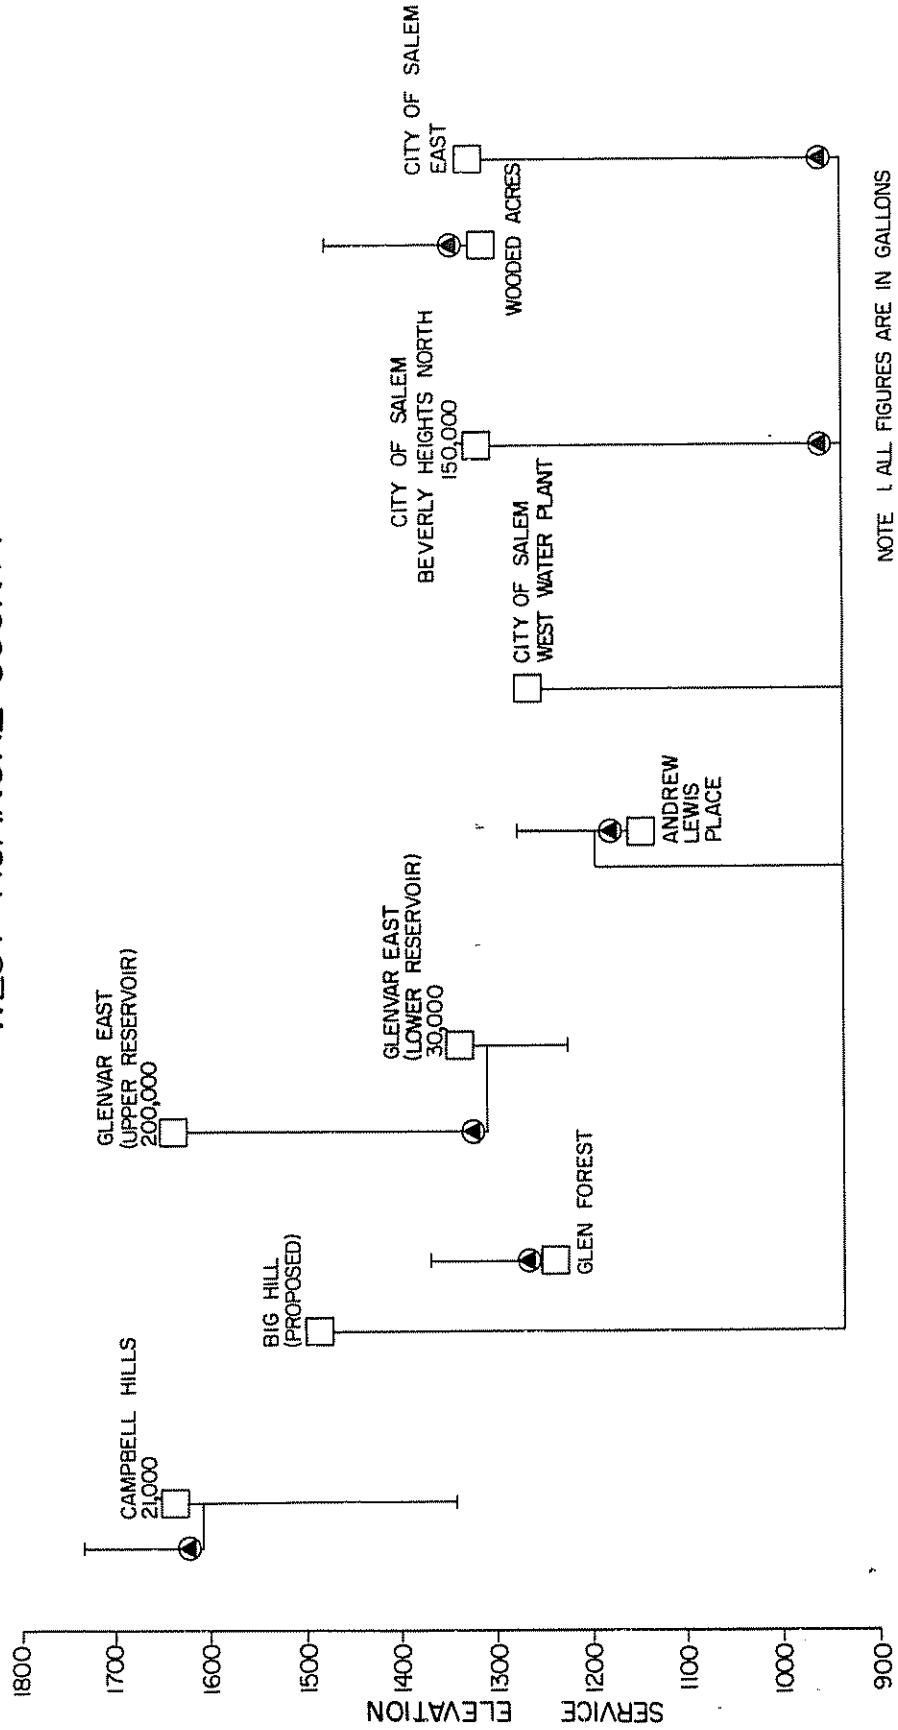 GLENVAR EAST
(UPPER RESERVOIR)
200,000
CAMPBELL HILLS
21,000
BIG HILL
(PROPOSED)
GLEN FOREST
GLENVAR EAST
(LOWER RESERVOIR)
30,000
ANDREW
LEWIS
PLACE
CITY OF SALEM
WEST WATER PLANT
CITY OF SALEM
BEVERLY HEIGHTS NORTH
150,000
WOODED ACRES
CITY OF SALEM
EAST
1800
1700
1600
1500
1400
1300
1200
1100
1000
900
SERVICE ELEVATION
NOTE 1. ALL FIGURES ARE IN GALLONS